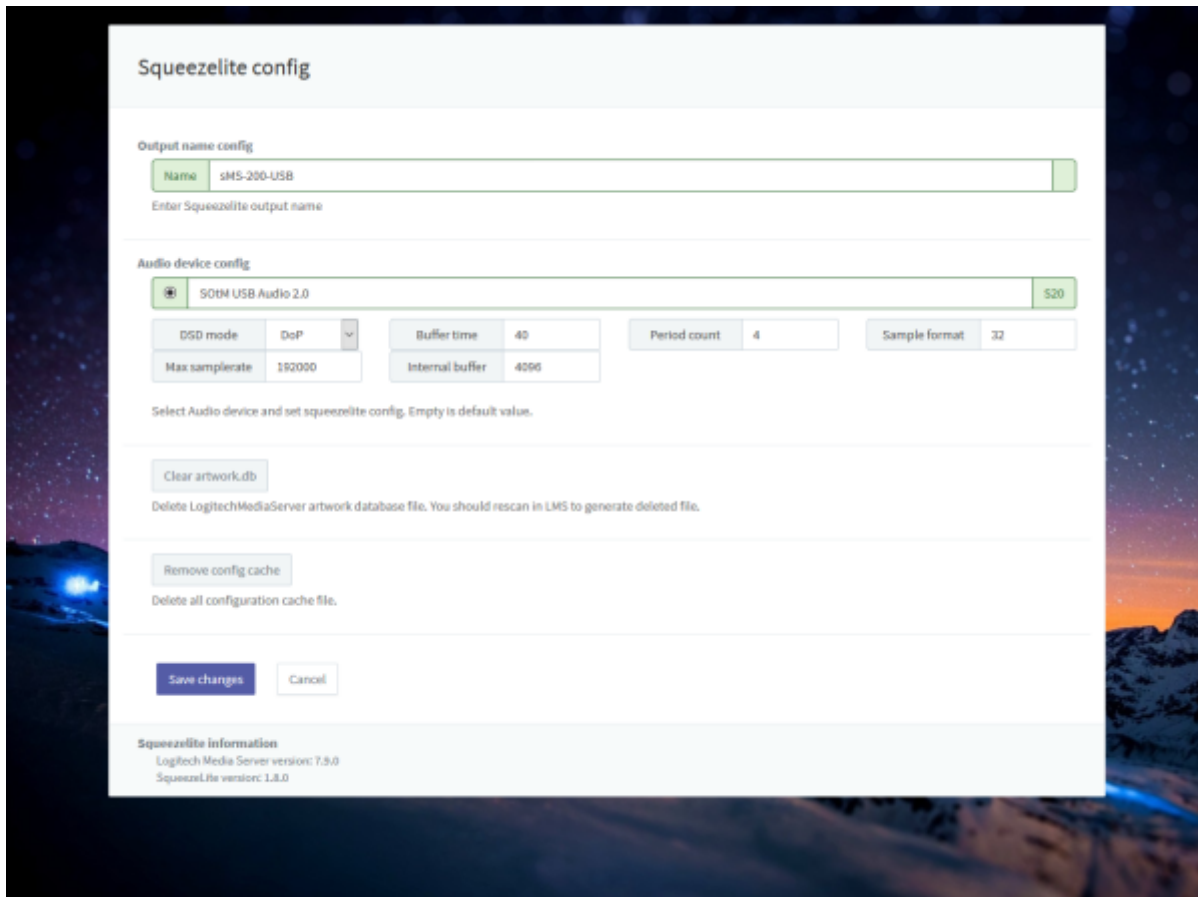 Squeezelite config
Output name config
Name sMS-200-USB
Enter Squeezelite output name
Audio device config
SOtM USB Audio 2.0 S20
DSD mode DoP Buffer time 40 Period count 4 Sample format 32
Max samplerate 192000 Internal buffer 4096
Select Audio device and set squeezelite config. Empty is default value.
Clear artwork.db
Delete LogitechMediaServer artwork database file. You should rescan in LMS to generate deleted file.
Remove config cache
Delete all configuration cache file.
Save changes Cancel
Squeezelite information
Logitech Media Server version: 7.9.0
SqueezeLite version: 1.8.0